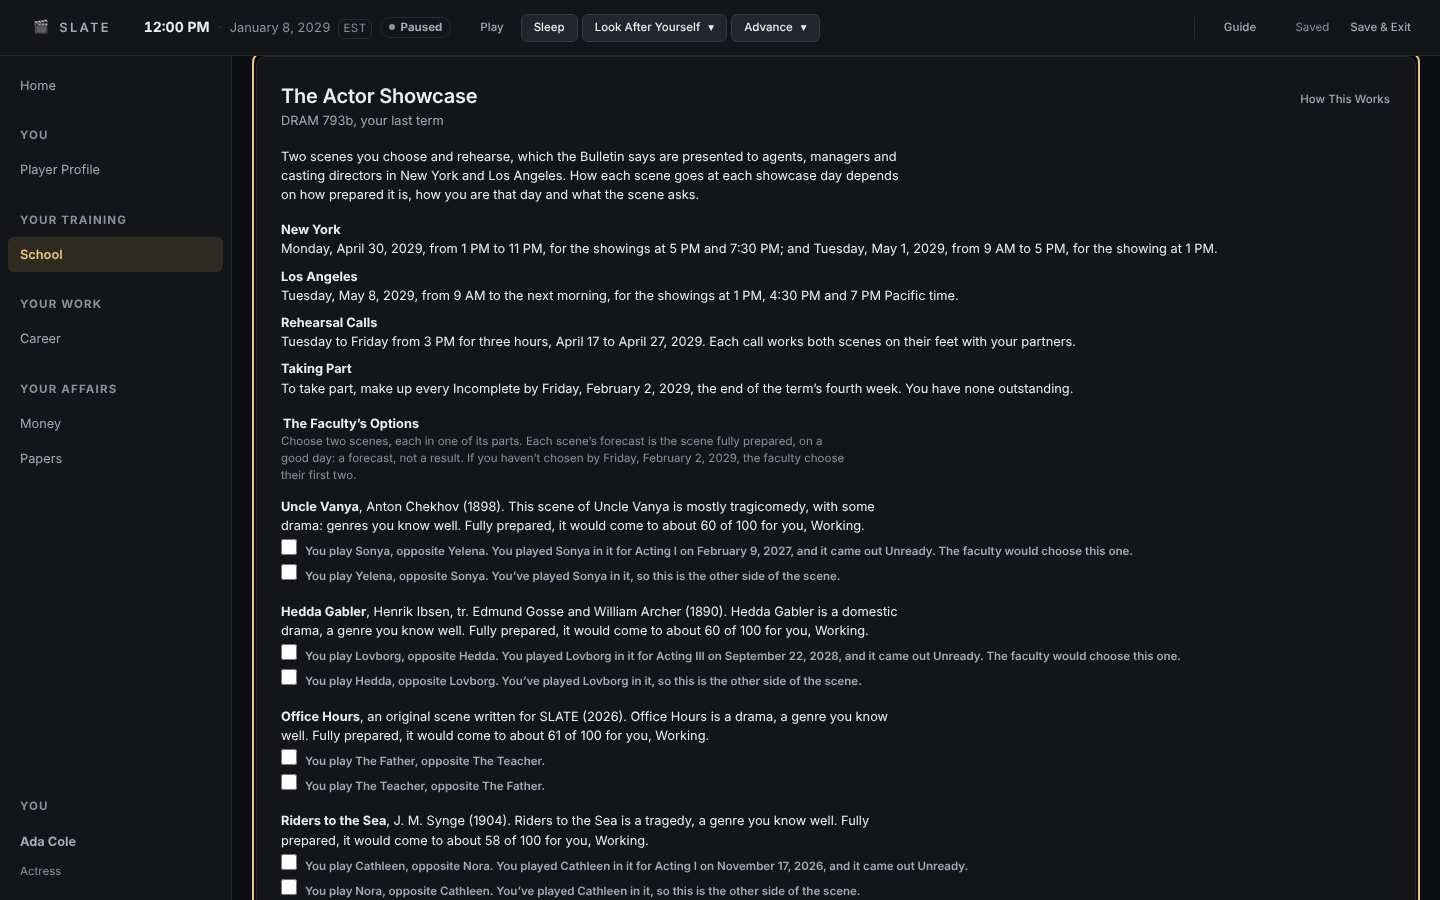 SLATE
12:00 PM · January 8, 2029 EST Paused
Play
Sleep
Look After Yourself ▾
Advance ▾
Guide
Saved
Save & Exit
Home
YOU
Player Profile
YOUR TRAINING
School
YOUR WORK
Career
YOUR AFFAIRS
Money
Papers
YOU
Ada Cole
Actress
The Actor Showcase
How This Works
DRAM 793b, your last term
Two scenes you choose and rehearse, which the Bulletin says are presented to agents, managers and
casting directors in New York and Los Angeles. How each scene goes at each showcase day depends
on how prepared it is, how you are that day and what the scene asks.
New York
Monday, April 30, 2029, from 1 PM to 11 PM, for the showings at 5 PM and 7:30 PM; and Tuesday, May 1, 2029, from 9 AM to 5 PM, for the showing at 1 PM.
Los Angeles
Tuesday, May 8, 2029, from 9 AM to the next morning, for the showings at 1 PM, 4:30 PM and 7 PM Pacific time.
Rehearsal Calls
Tuesday to Friday from 3 PM for three hours, April 17 to April 27, 2029. Each call works both scenes on their feet with your partners.
Taking Part
To take part, make up every Incomplete by Friday, February 2, 2029, the end of the term's fourth week. You have none outstanding.
The Faculty's Options
Choose two scenes, each in one of its parts. Each scene's forecast is the scene fully prepared, on a
good day: a forecast, not a result. If you haven't chosen by Friday, February 2, 2029, the faculty choose
their first two.
Uncle Vanya, Anton Chekhov (1898). This scene of Uncle Vanya is mostly tragicomedy, with some
drama: genres you know well. Fully prepared, it would come to about 60 of 100 for you, Working.
You play Sonya, opposite Yelena. You played Sonya in it for Acting I on February 9, 2027, and it came out Unready. The faculty would choose this one.
You play Yelena, opposite Sonya. You've played Sonya in it, so this is the other side of the scene.
Hedda Gabler, Henrik Ibsen, tr. Edmund Gosse and William Archer (1890). Hedda Gabler is a domestic
drama, a genre you know well. Fully prepared, it would come to about 60 of 100 for you, Working.
You play Lovborg, opposite Hedda. You played Lovborg in it for Acting III on September 22, 2028, and it came out Unready. The faculty would choose this one.
You play Hedda, opposite Lovborg. You've played Lovborg in it, so this is the other side of the scene.
Office Hours, an original scene written for SLATE (2026). Office Hours is a drama, a genre you know
well. Fully prepared, it would come to about 61 of 100 for you, Working.
You play The Father, opposite The Teacher.
You play The Teacher, opposite The Father.
Riders to the Sea, J. M. Synge (1904). Riders to the Sea is a tragedy, a genre you know well. Fully
prepared, it would come to about 58 of 100 for you, Working.
You play Cathleen, opposite Nora. You played Cathleen in it for Acting I on November 17, 2026, and it came out Unready.
You play Nora, opposite Cathleen. You've played Cathleen in it, so this is the other side of the scene.